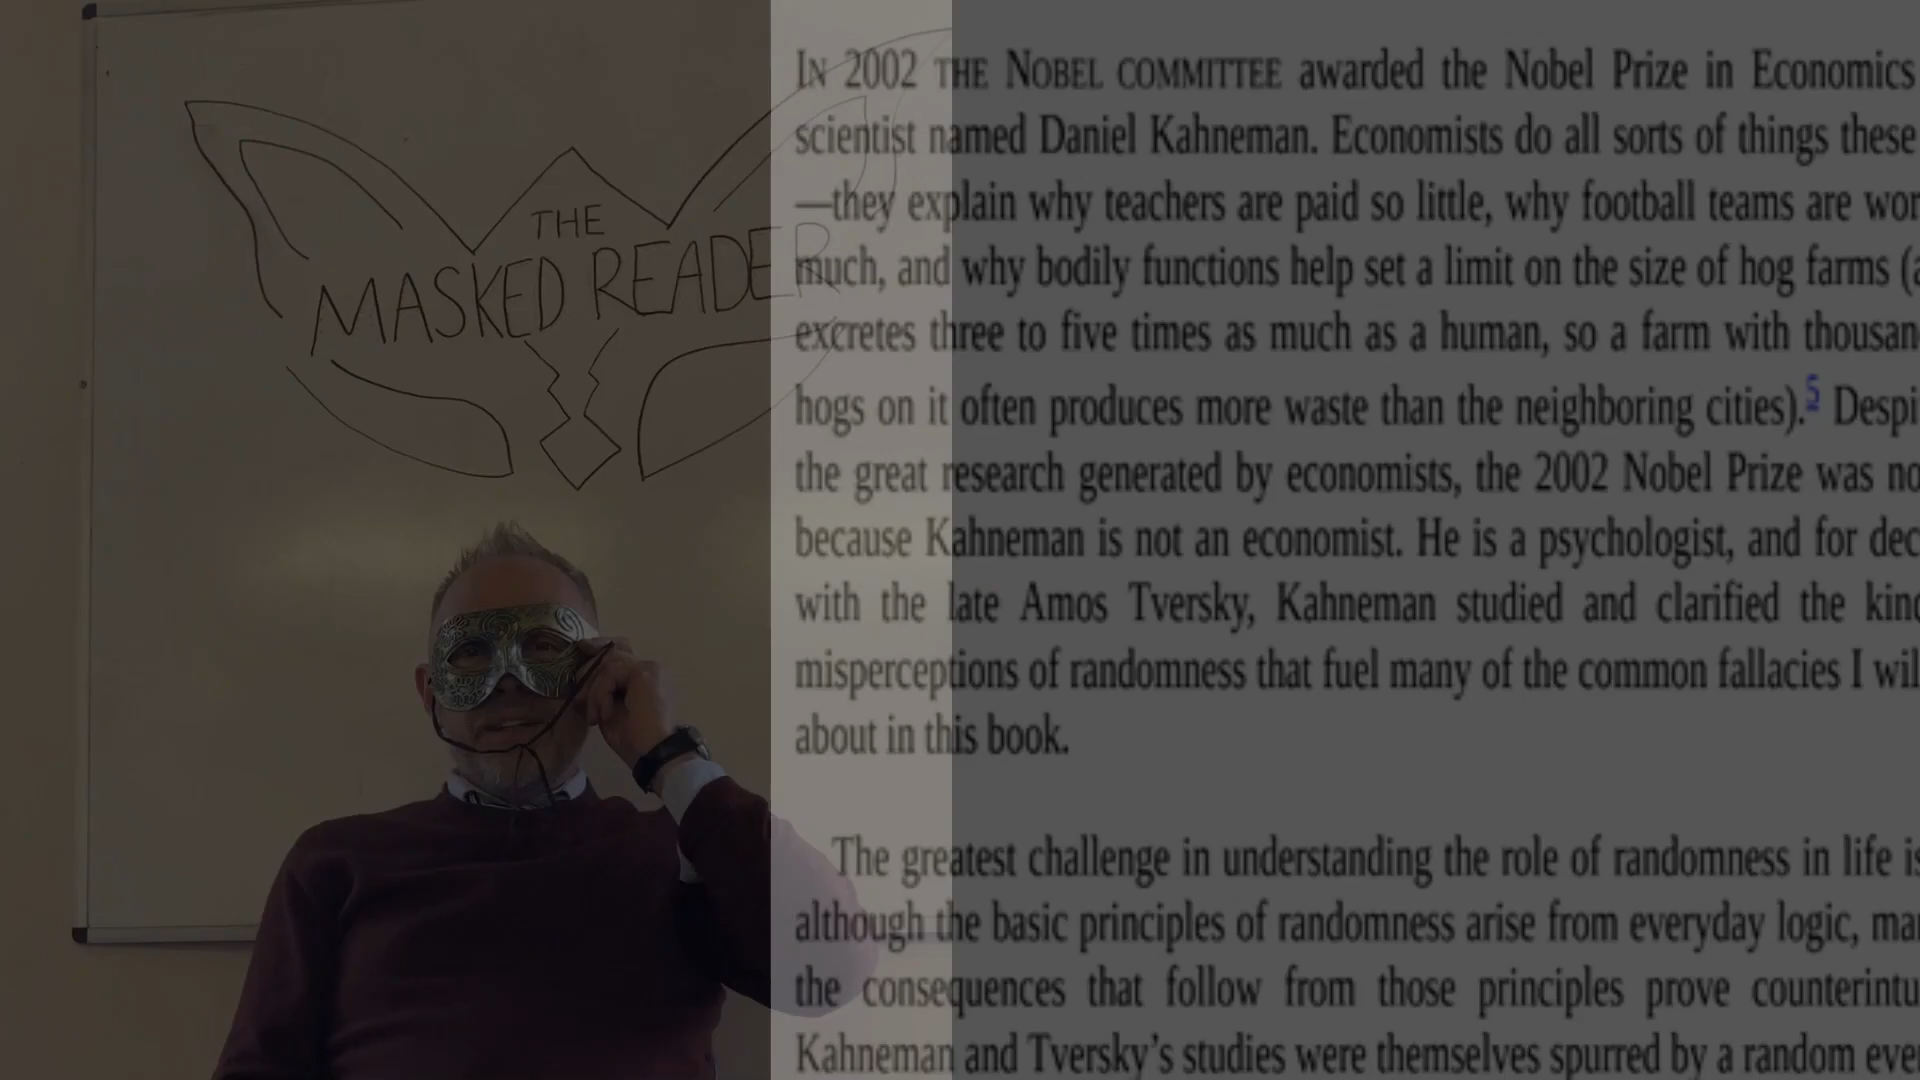 THE
MASKED READER
IN 2002 THE NOBEL COMMITTEE awarded the Nobel Prize in Economics
scientist named Daniel Kahneman. Economists do all sorts of things these
—they explain why teachers are paid so little, why football teams are wor
much, and why bodily functions help set a limit on the size of hog farms (a
excretes three to five times as much as a human, so a farm with thousan
hogs on it often produces more waste than the neighboring cities).5 Despi
the great research generated by economists, the 2002 Nobel Prize was no
because Kahneman is not an economist. He is a psychologist, and for dec
with the late Amos Tversky, Kahneman studied and clarified the kind
misperceptions of randomness that fuel many of the common fallacies I wil
about in this book.
The greatest challenge in understanding the role of randomness in life is
although the basic principles of randomness arise from everyday logic, ma
the consequences that follow from those principles prove counterintu
Kahneman and Tversky's studies were themselves spurred by a random eve